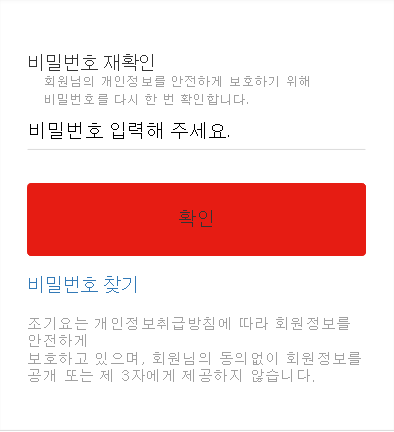 비밀번호 재확인
회원님의 개인정보를 안전하게 보호하기 위해
비밀번호를 다시 한 번 확인합니다.
비밀번호 입력해 주세요.
확인
비밀번호 찾기
조기요는 개인정보취급방침에 따라 회원정보를
안전하게
보호하고 있으며, 회원님의 동의없이 회원정보를
공개 또는 제 3자에게 제공하지 않습니다.